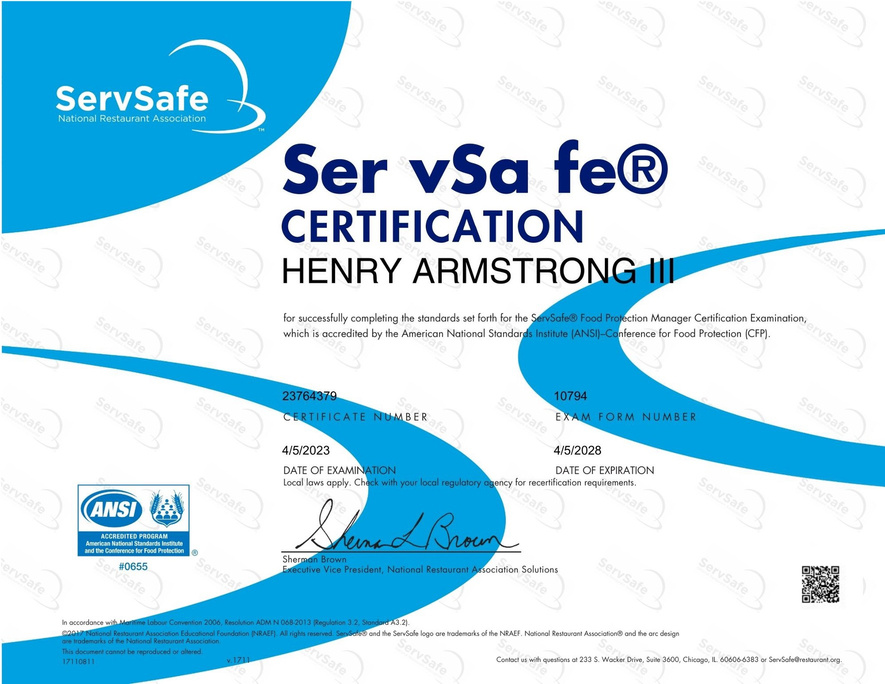 ServSafe
National Restaurant Association
TM
Ser vSa fe®
CERTIFICATION
HENRY ARMSTRONG III
for successfully completing the standards set forth for the ServSafe® Food Protection Manager Certification Examination,
which is accredited by the American National Standards Institute (ANSI)–Conference for Food Protection (CFP).
23764379
10794
CERTIFICATE NUMBER
EXAM FORM NUMBER
4/5/2023
4/5/2028
DATE OF EXAMINATION
DATE OF EXPIRATION
Local laws apply. Check with your local regulatory agency for recertification requirements.
ANSI
ACCREDITED PROGRAM
American National Standards Institute
and the Conference for Food Protection
®
#0655
Sherman Brown
Executive Vice President, National Restaurant Association Solutions
In accordance with Maritime Labour Convention 2006, Resolution ADM N 068-2013 (Regulation 3.2, Standard A3.2).
©2017 National Restaurant Association Educational Foundation (NRAEF). All rights reserved. ServSafe® and the ServSafe logo are trademarks of the NRAEF. National Restaurant Association® and the arc design
are trademarks of the National Restaurant Association.
This document cannot be reproduced or altered.
17110811
v.1711
Contact us with questions at 233 S. Wacker Drive, Suite 3600, Chicago, IL 60606-6383 or ServSafe@restaurant.org.